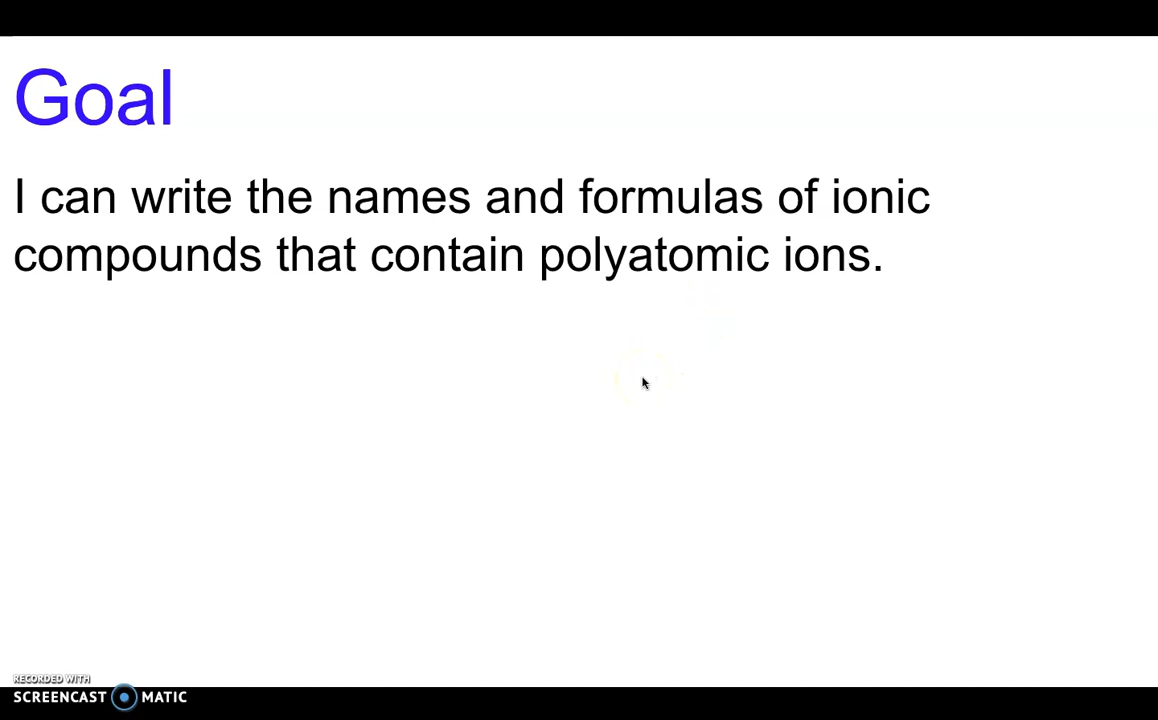 Goal
I can write the names and formulas of ionic
compounds that contain polyatomic ions.
RECORDED WITH
SCREENCAST MATIC